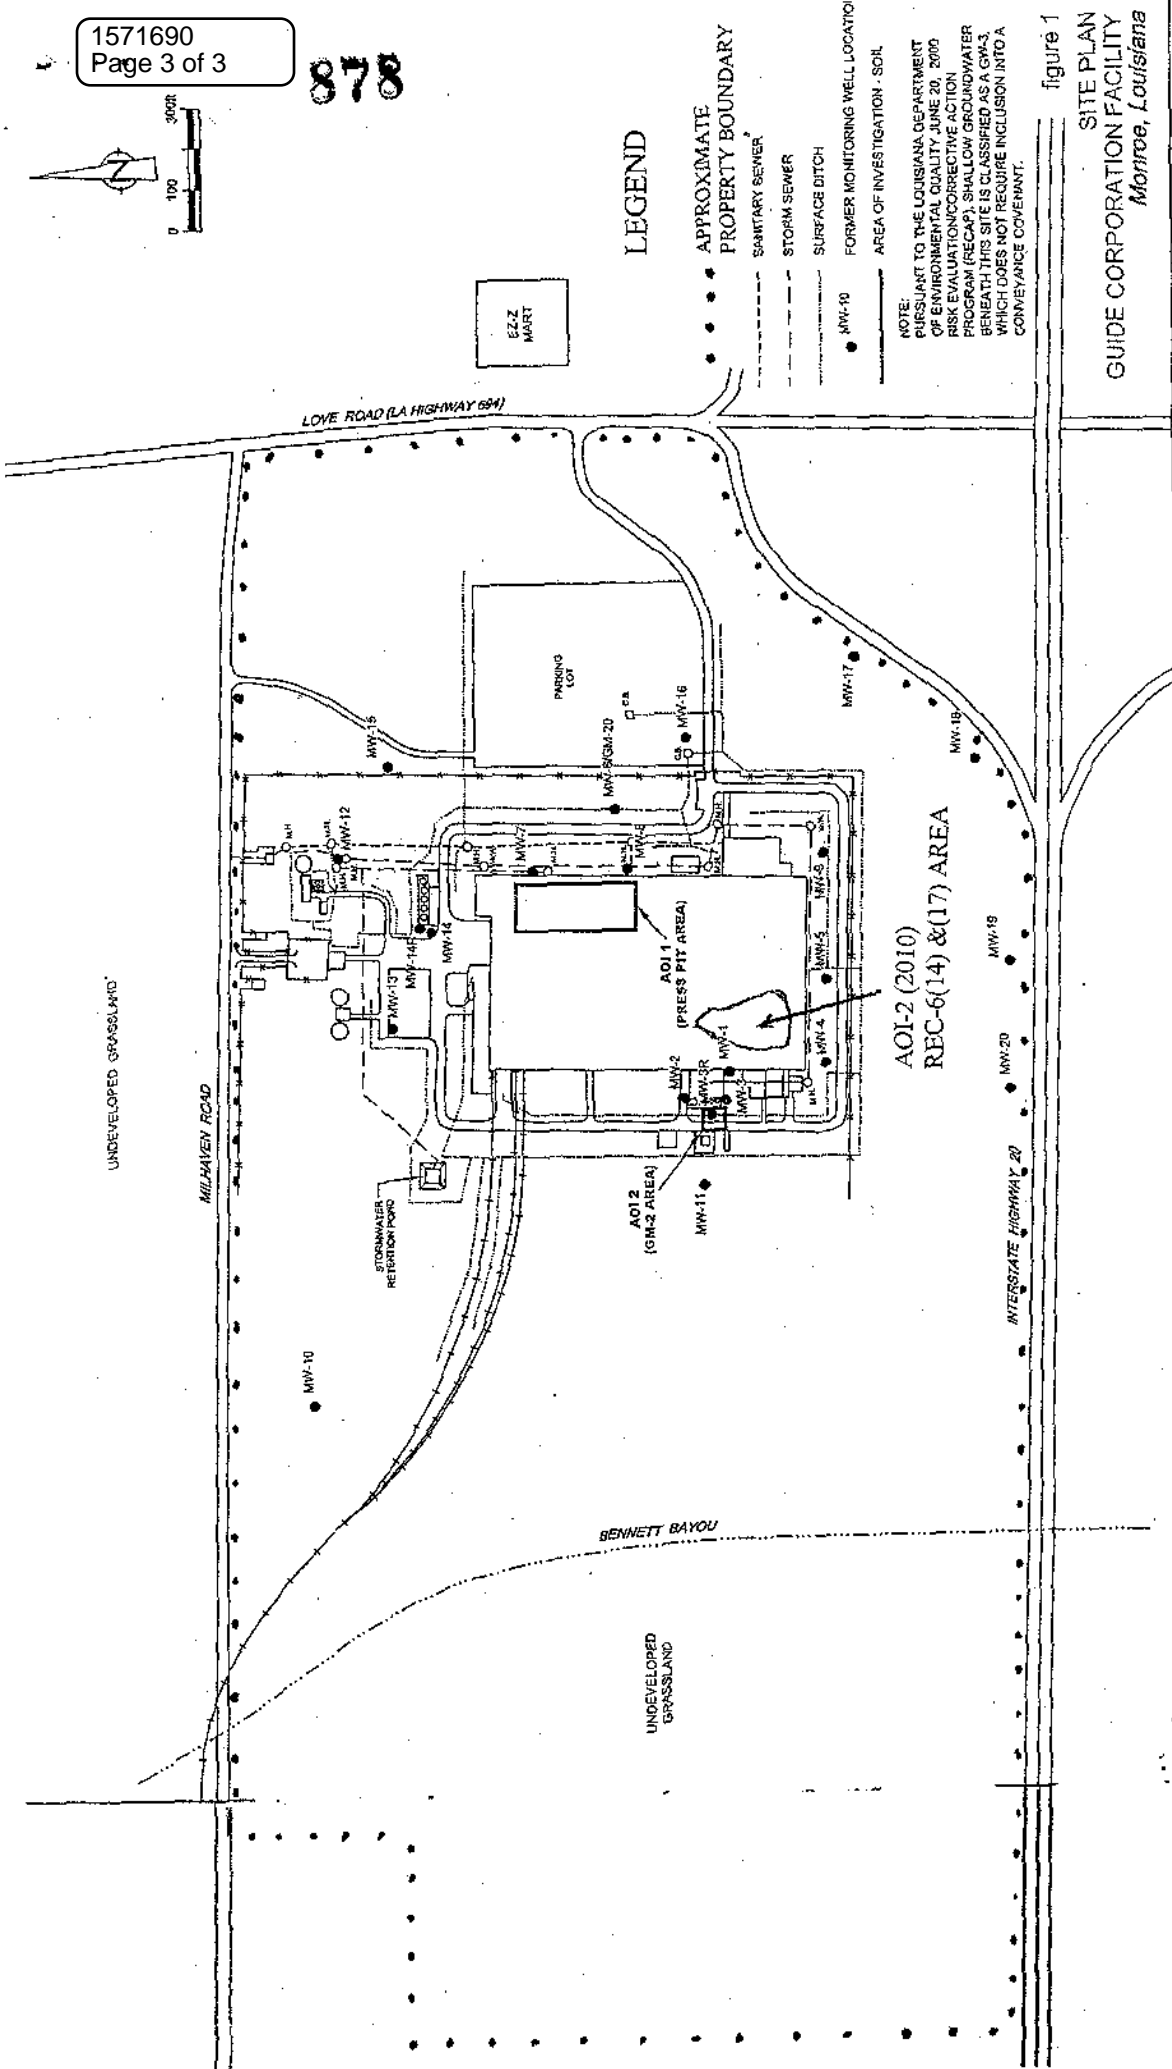 1571690
Page 3 of 3
878
N
0
100
300ft
LEGEND
APPROXIMATE
PROPERTY BOUNDARY
SANITARY SEWER
STORM SEWER
SURFACE DITCH
MW-10 FORMER MONITORING WELL LOCATION
AREA OF INVESTIGATION - SOIL
NOTE:
PURSUANT TO THE LOUISIANA DEPARTMENT
OF ENVIRONMENTAL QUALITY JUNE 20, 2000
RISK EVALUATION/CORRECTIVE ACTION
PROGRAM (RECAP), SHALLOW GROUNDWATER
BENEATH THIS SITE IS CLASSIFIED AS A GW-3,
WHICH DOES NOT REQUIRE INCLUSION INTO A
CONVEYANCE COVENANT.
figure 1
SITE PLAN
GUIDE CORPORATION FACILITY
Monroe, Louisiana
EZ-Z
MART
LOVE ROAD (LA HIGHWAY 594)
UNDEVELOPED GRASSLAND
MILHAVEN ROAD
PARKING
LOT
C.B.
MW-15
MW-16
C.B.
MW-17
MW-18
MW-6/GM-20
M.H.
M.H.
MW-12
M.H.
M.H.
MW-7
M.H.
MW-8
M.H.
M.H.
MW-14R
MW-14
MW-13
AOI 1
(PRESS PIT AREA)
MW-6
MW-5
MW-4
M.H.
MW-1
MW-2
MW-3R
MW-3
AOI 2
(GM-2 AREA)
MW-11
STORMWATER
RETENTION POND
AOI-2 (2010)
REC-6(14) &(17) AREA
MW-19
MW-20
INTERSTATE HIGHWAY 20
MW-10
BENNETT BAYOU
UNDEVELOPED
GRASSLAND